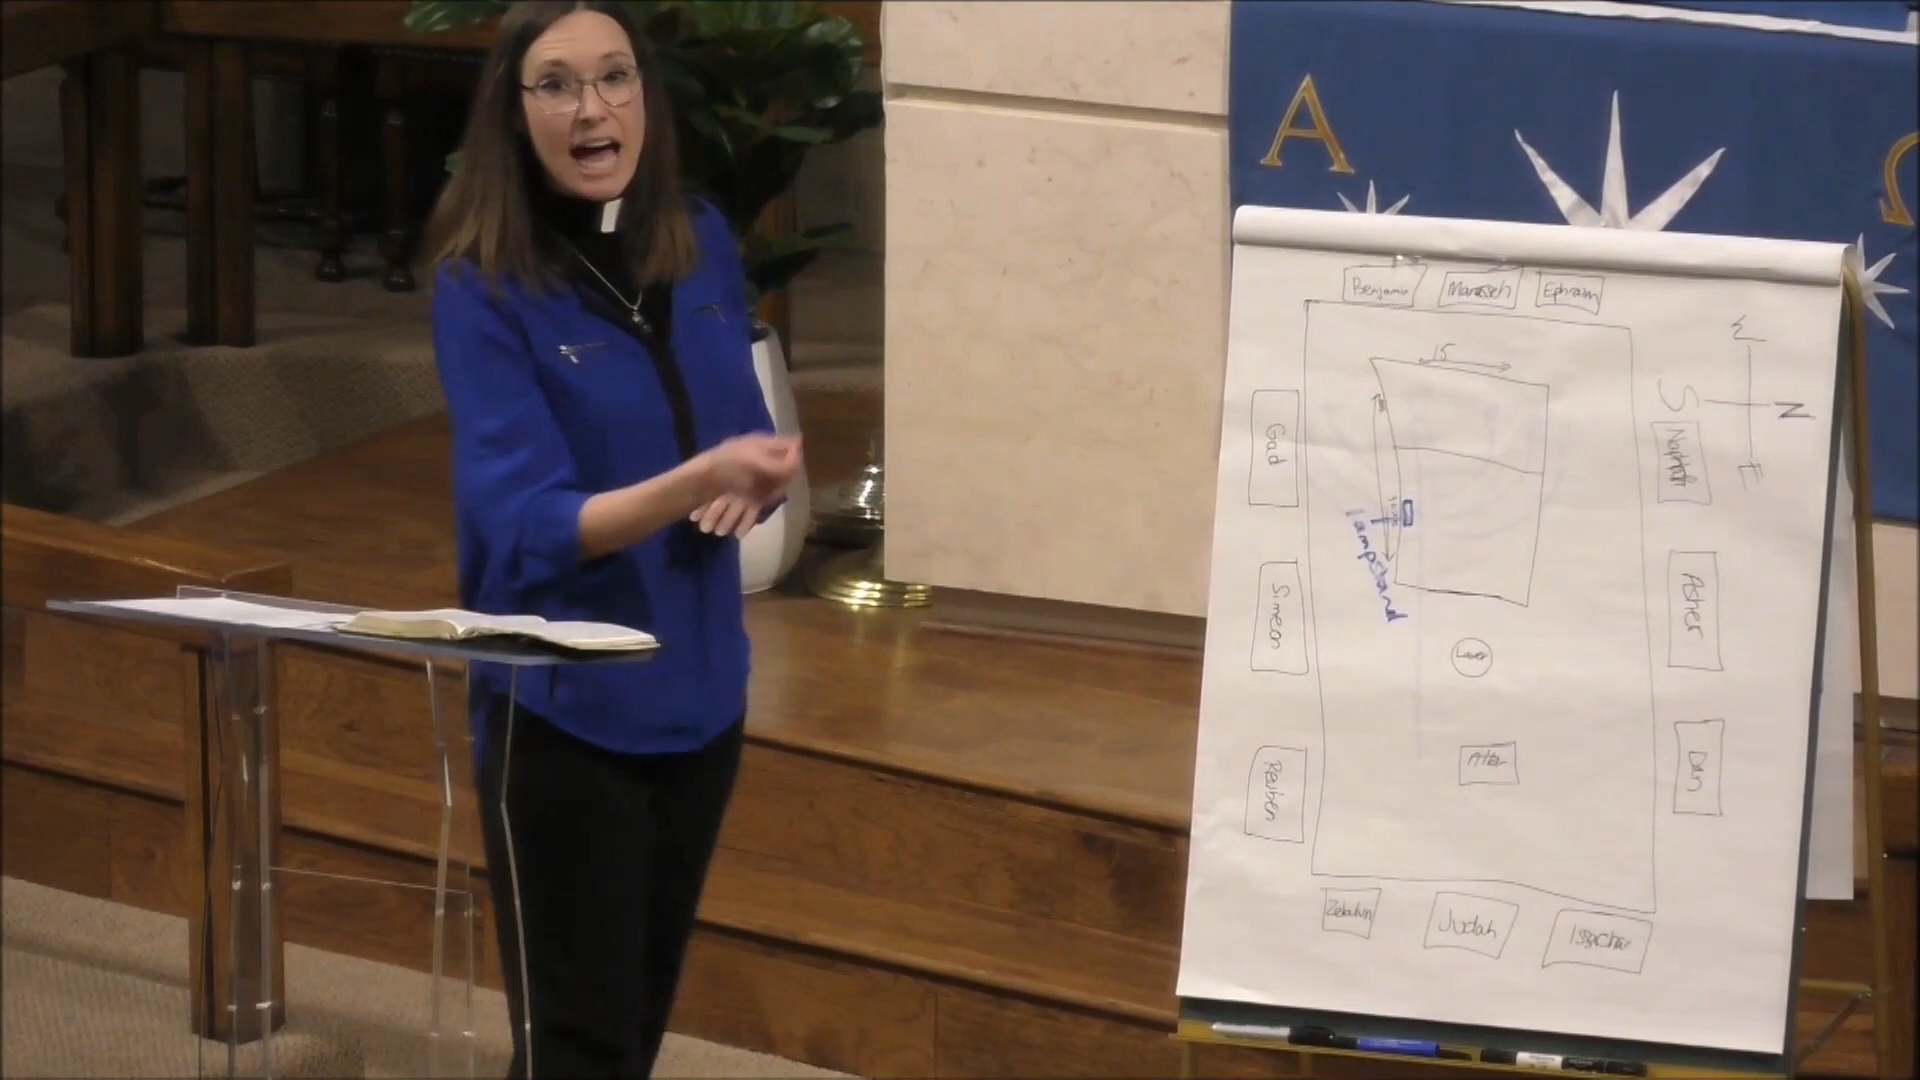 A
Ω
Benjamin
Manasseh
Ephraim
15
W
S
N
E
Gad
Naphtali
lampstand
Simeon
Asher
Laver
Reuben
Altar
Dan
Zebulun
Judah
Issachar